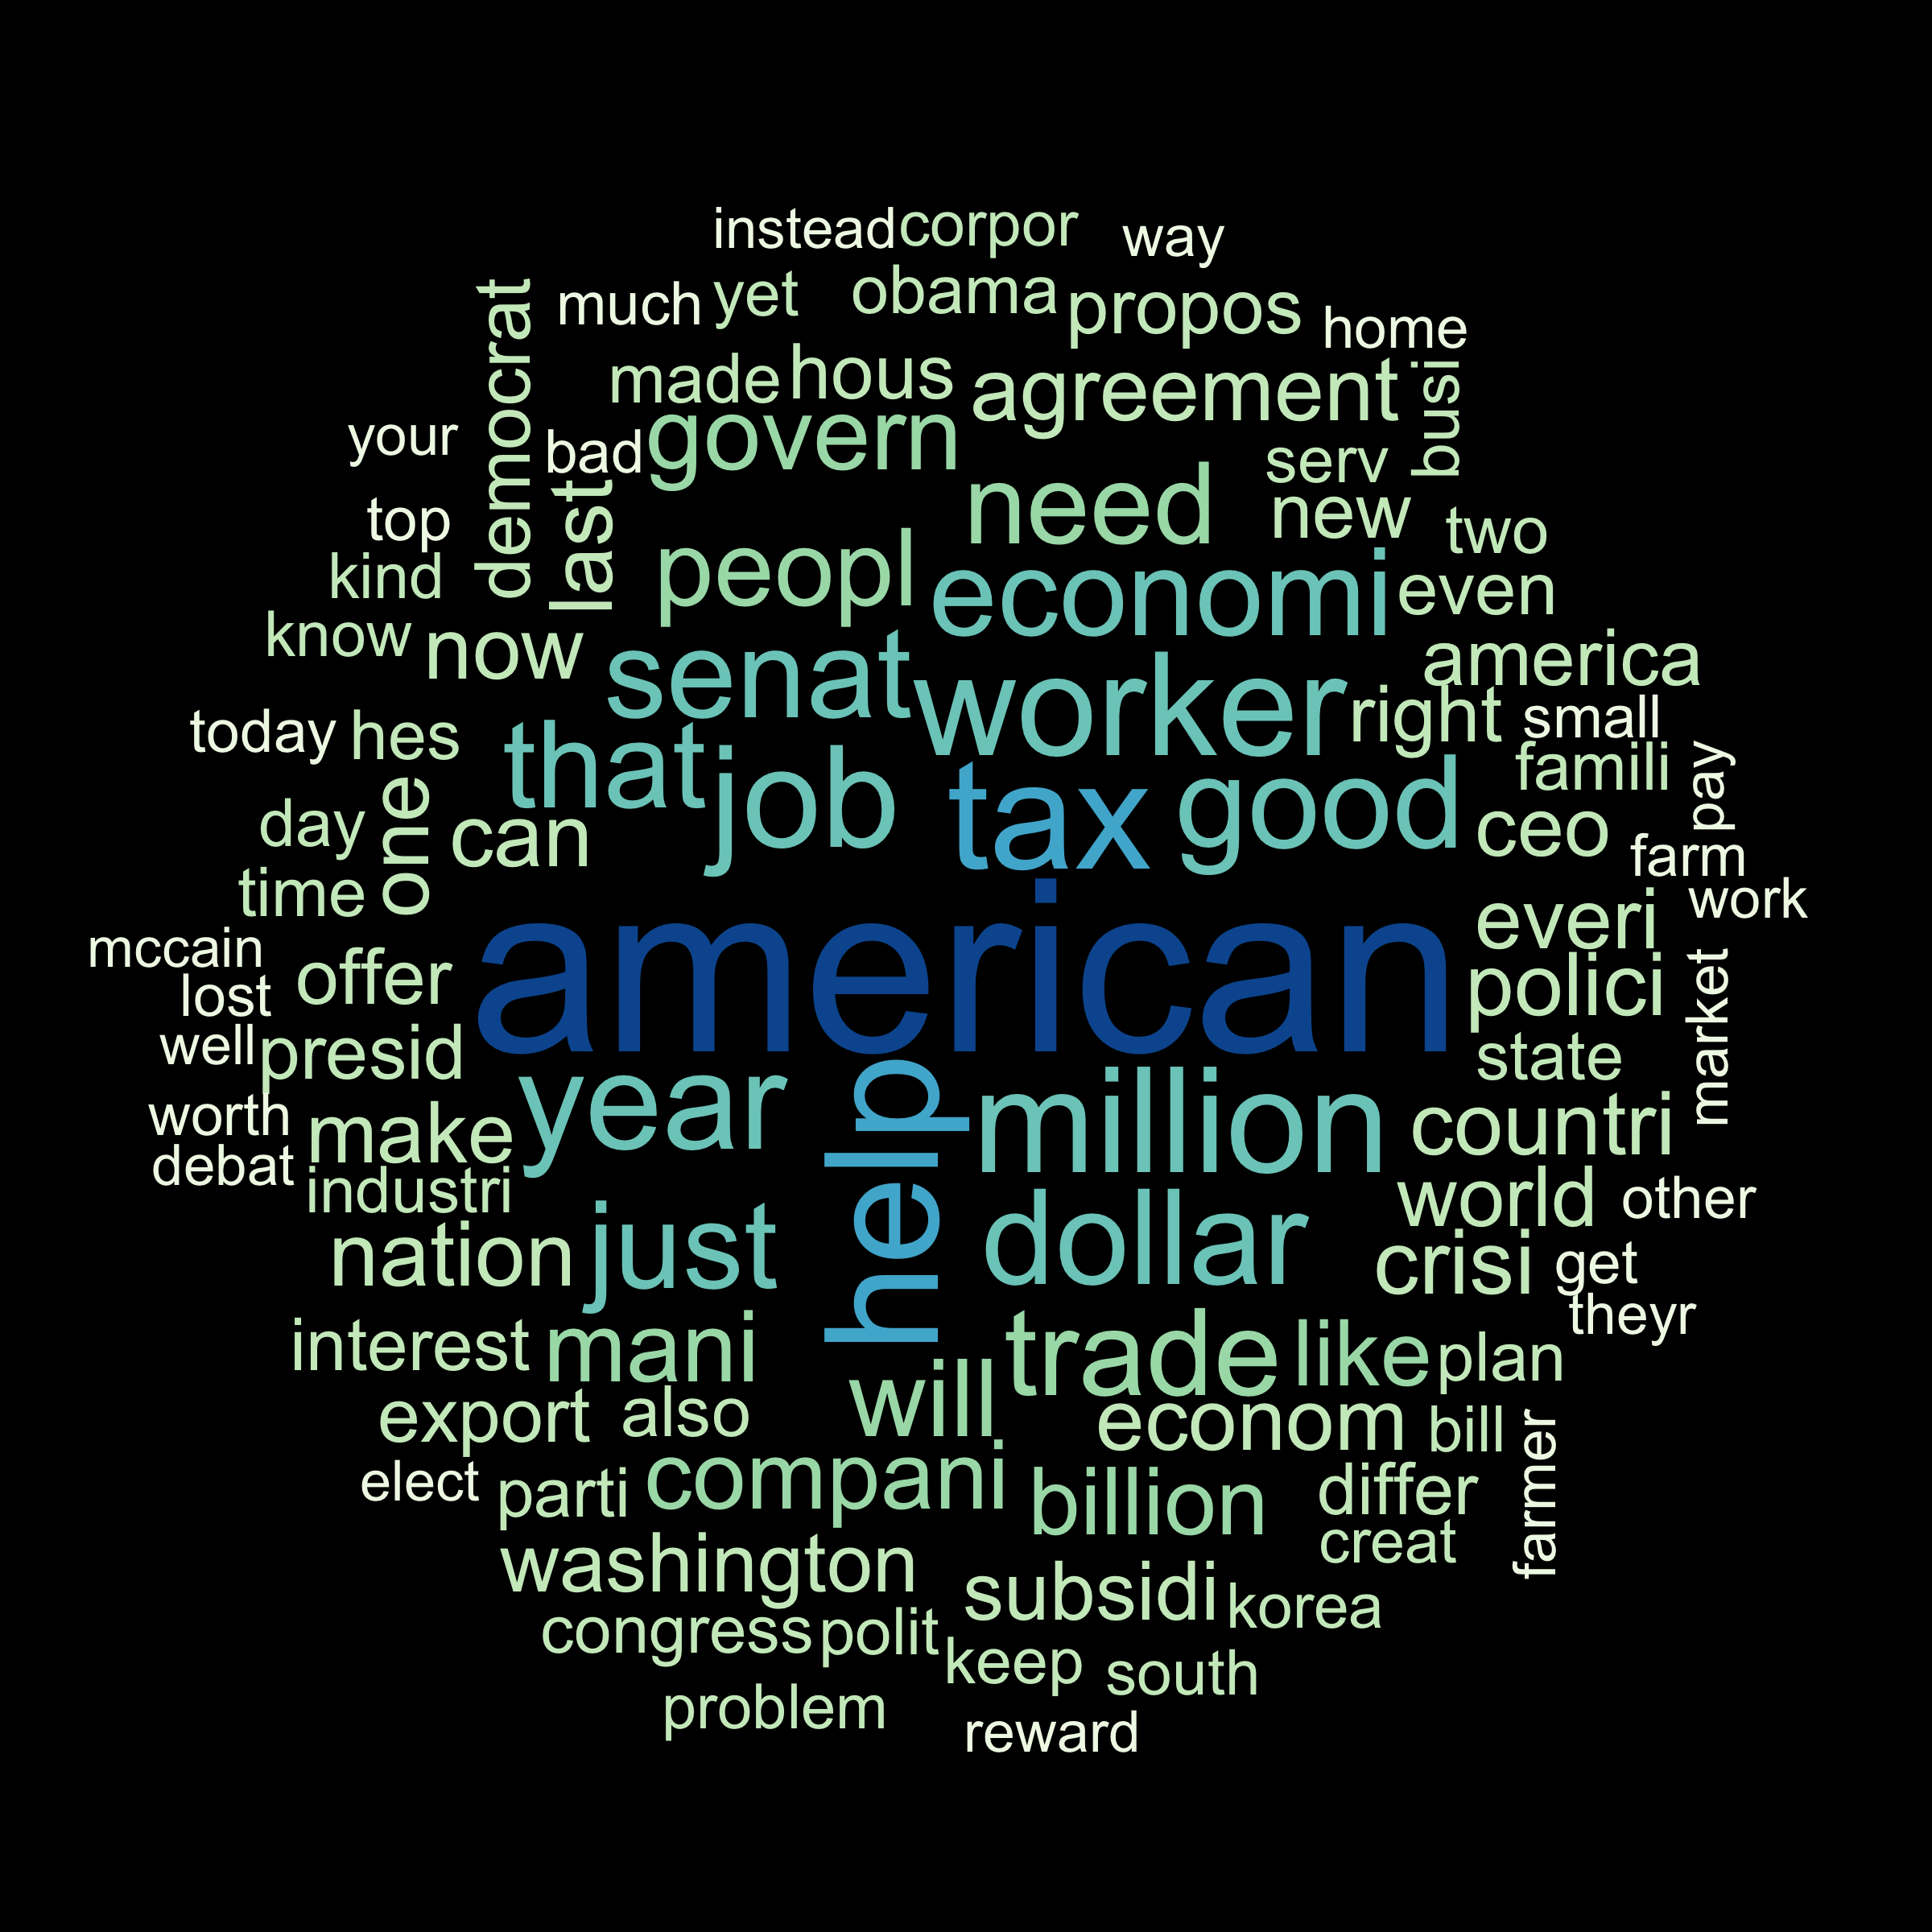 instead corpor way
much yet obama propos home
democrat made hous agreement busi
your bad govern serv
top last need new two
kind peopl economi even
know now senat worker america
today hes that job tax good right small
famili pay
day one can ceo farm
time american everi work
mccain offer polici market
lost
well presid year help million state
worth make countri
debat industri world other
nation just dollar crisi get
theyr
interest mani will trade like plan
export also econom bill farmer
elect parti compani billion differ
washington creat
subsidi korea
congress polit keep south
problem reward